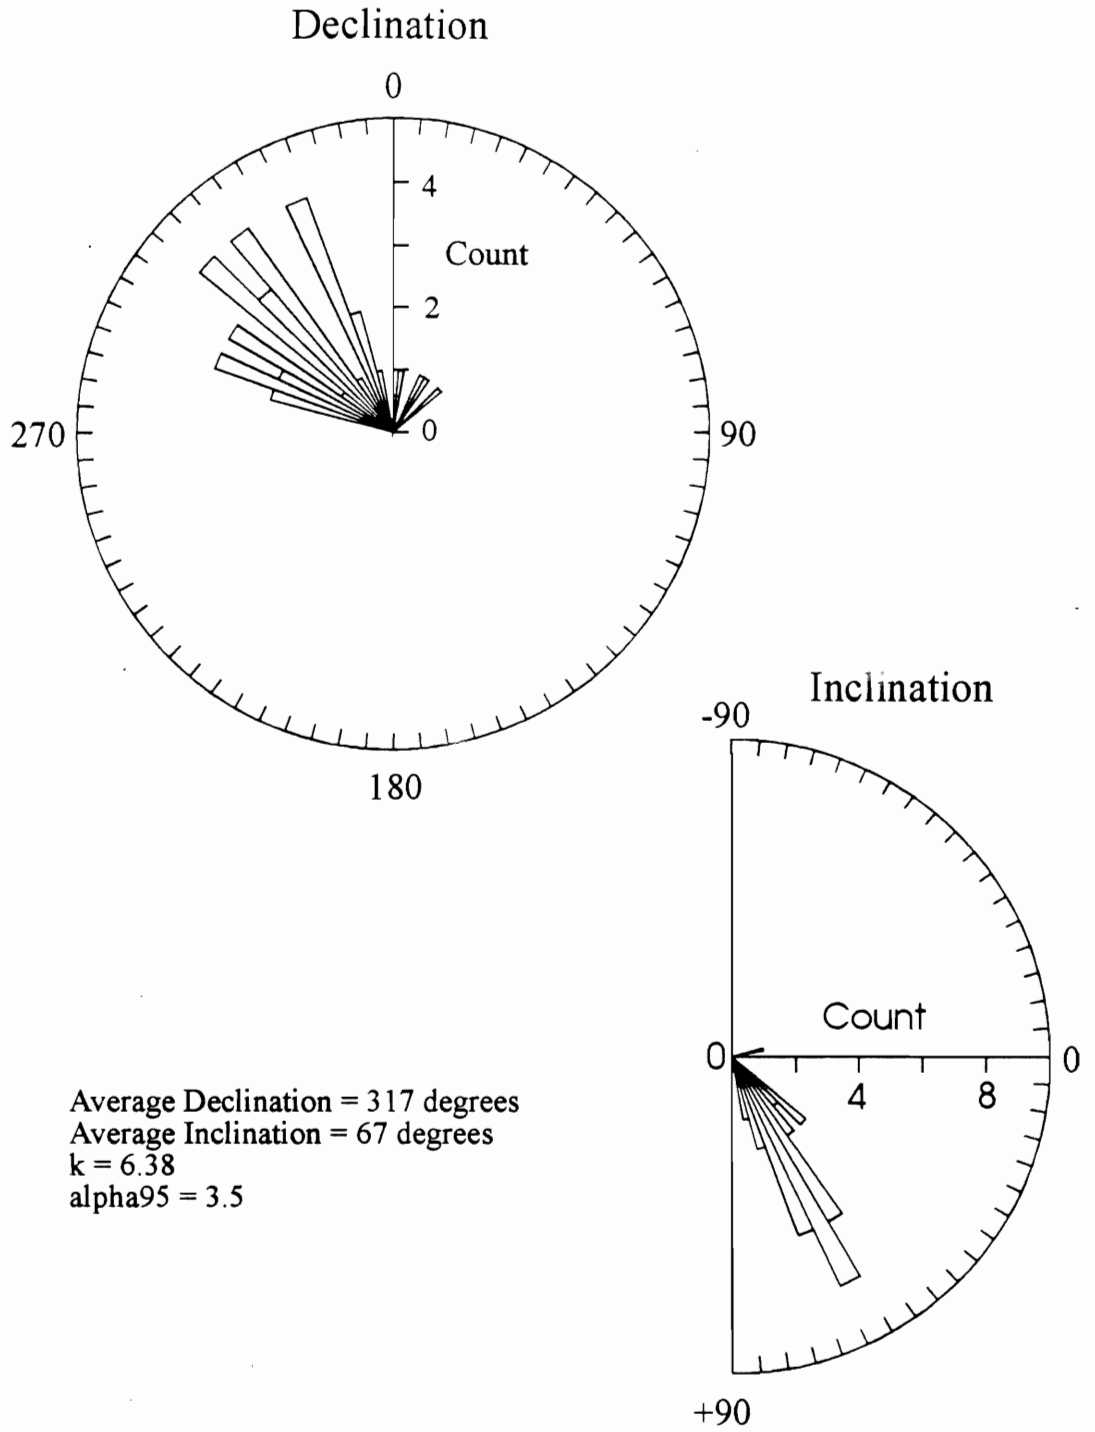 Declination
0
4
Count
2
270
0
90
180
Inclination
-90
Count
0
0
4
8
Average Declination = 317 degrees
Average Inclination = 67 degrees
k = 6.38
alpha95 = 3.5
+90